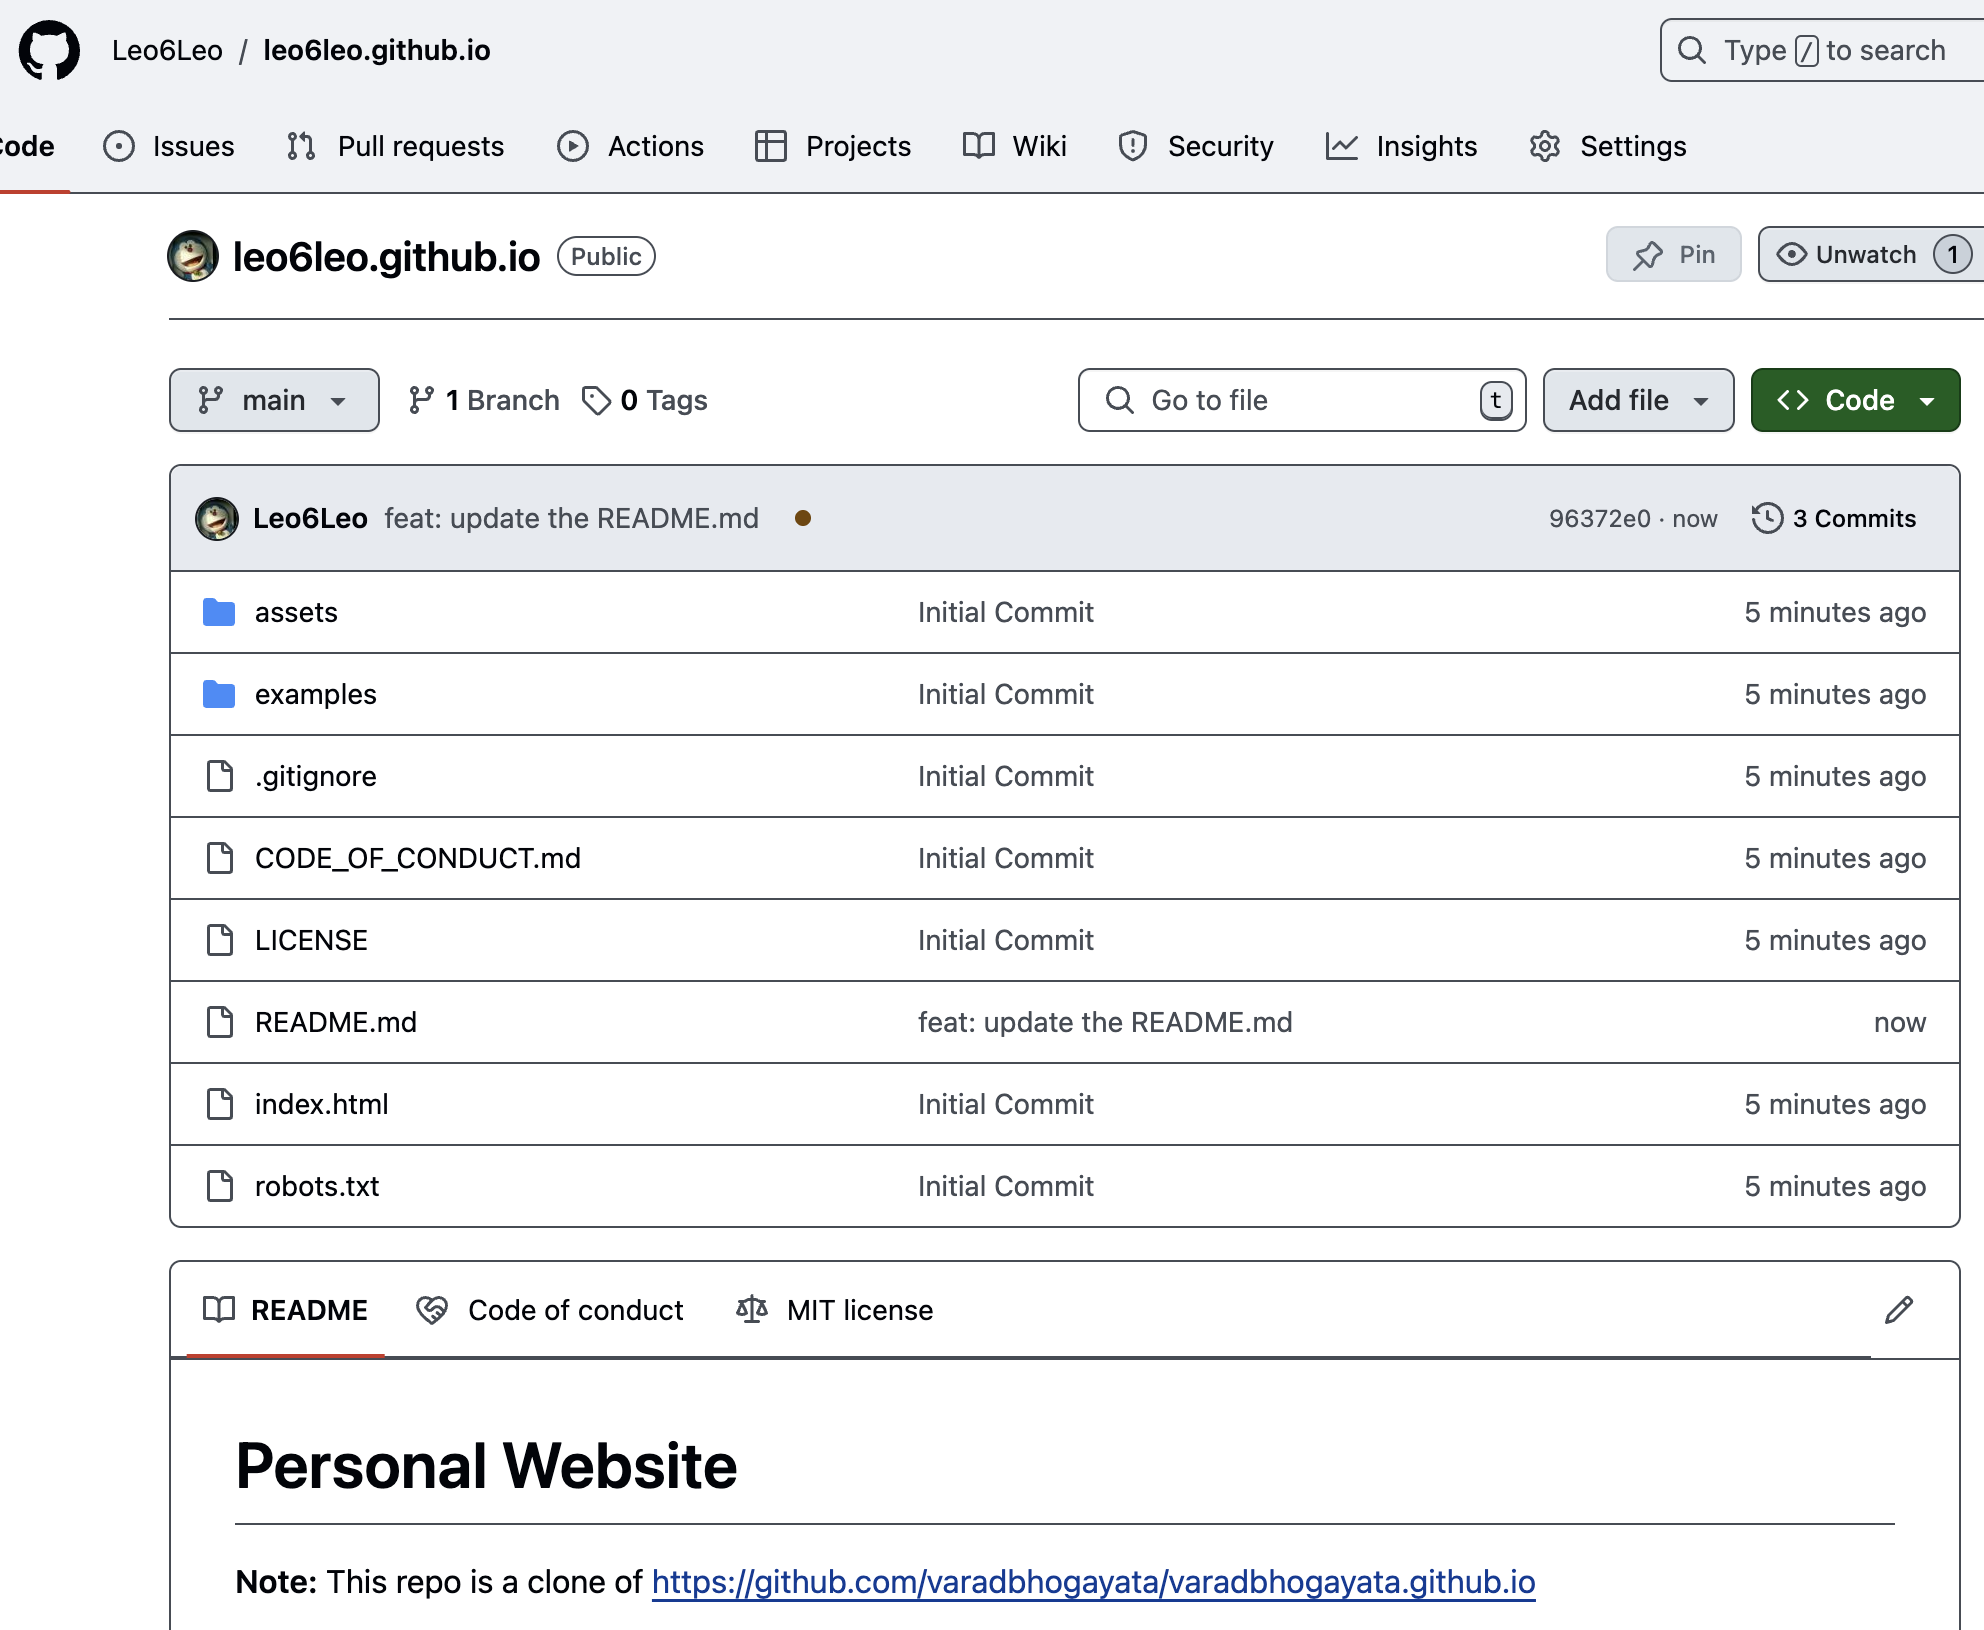 Leo6Leo / leo6leo.github.io
Type / to search
Code Issues Pull requests Actions Projects Wiki Security Insights Settings
leo6leo.github.io Public
Pin Unwatch 1
main 1 Branch 0 Tags Go to file t Add file <> Code
Leo6Leo feat: update the README.md 96372e0 · now 3 Commits
assets Initial Commit 5 minutes ago
examples Initial Commit 5 minutes ago
.gitignore Initial Commit 5 minutes ago
CODE_OF_CONDUCT.md Initial Commit 5 minutes ago
LICENSE Initial Commit 5 minutes ago
README.md feat: update the README.md now
index.html Initial Commit 5 minutes ago
robots.txt Initial Commit 5 minutes ago
README Code of conduct MIT license
Personal Website
Note: This repo is a clone of https://github.com/varadbhogayata/varadbhogayata.github.io